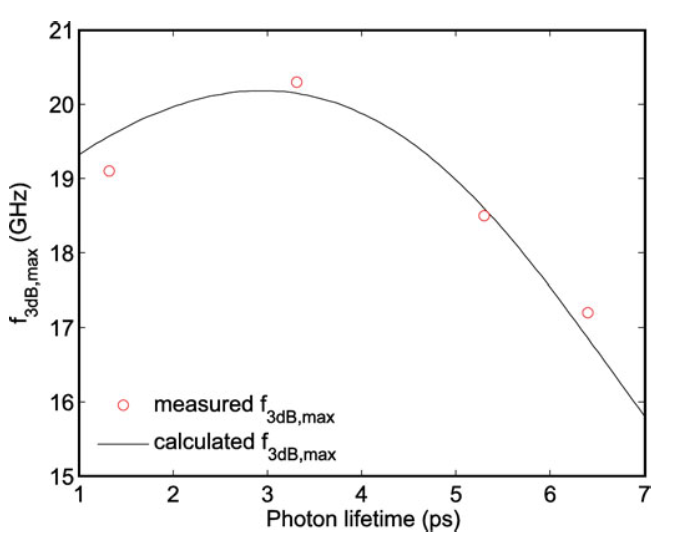 21
20
19
18
17
16
15
f3dB,max (GHz)
measured f3dB,max
calculated f3dB,max
1 2 3 4 5 6 7
Photon lifetime (ps)